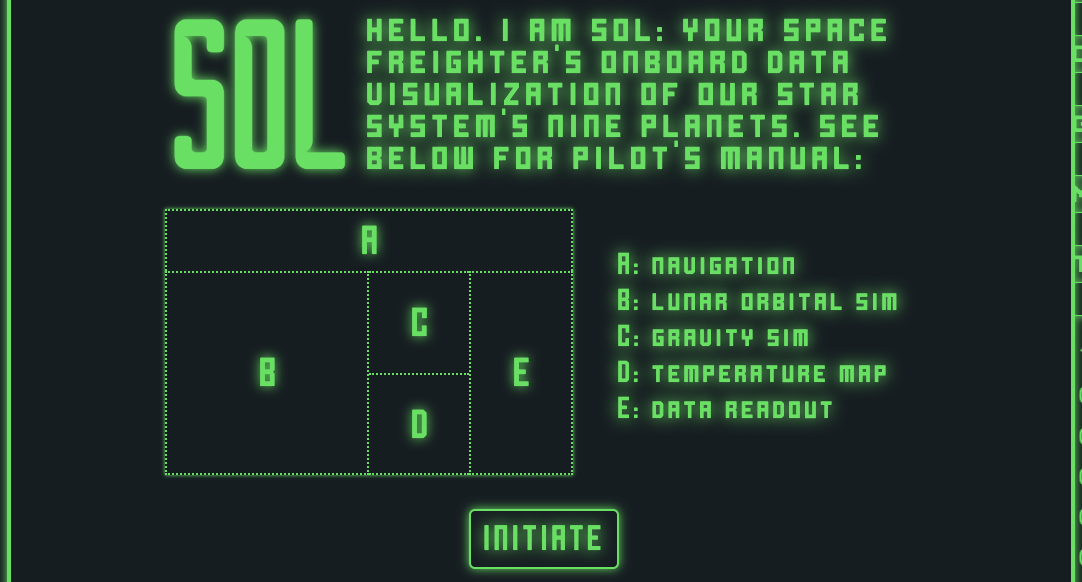 SOL
HELLO. I AM SOL: YOUR SPACE
FREIGHTER'S ONBOARD DATA
VISUALIZATION OF OUR STAR
SYSTEM'S NINE PLANETS. SEE
BELOW FOR PILOT'S MANUAL:
A
B
C
D
E
A: NAVIGATION
B: LUNAR ORBITAL SIM
C: GRAVITY SIM
D: TEMPERATURE MAP
E: DATA READOUT
INITIATE